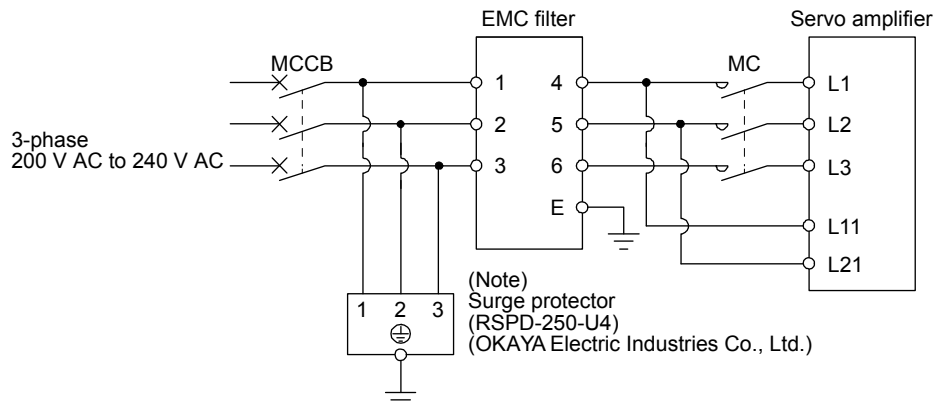 EMC filter
Servo amplifier
MCCB
MC
1
4
L1
3-phase
200 V AC to 240 V AC
2
5
L2
3
6
L3
E
L11
L21
1 2 3
(Note)
Surge protector
(RSPD-250-U4)
(OKAYA Electric Industries Co., Ltd.)